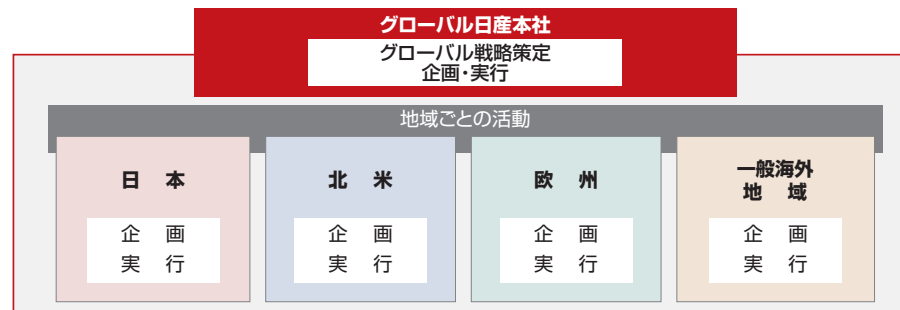 グローバル日産本社
グローバル戦略策定
企画・実行
地域ごとの活動
日 本
企 画
実 行
北 米
企 画
実 行
欧 州
企 画
実 行
一般海外
地 域
企 画
実 行